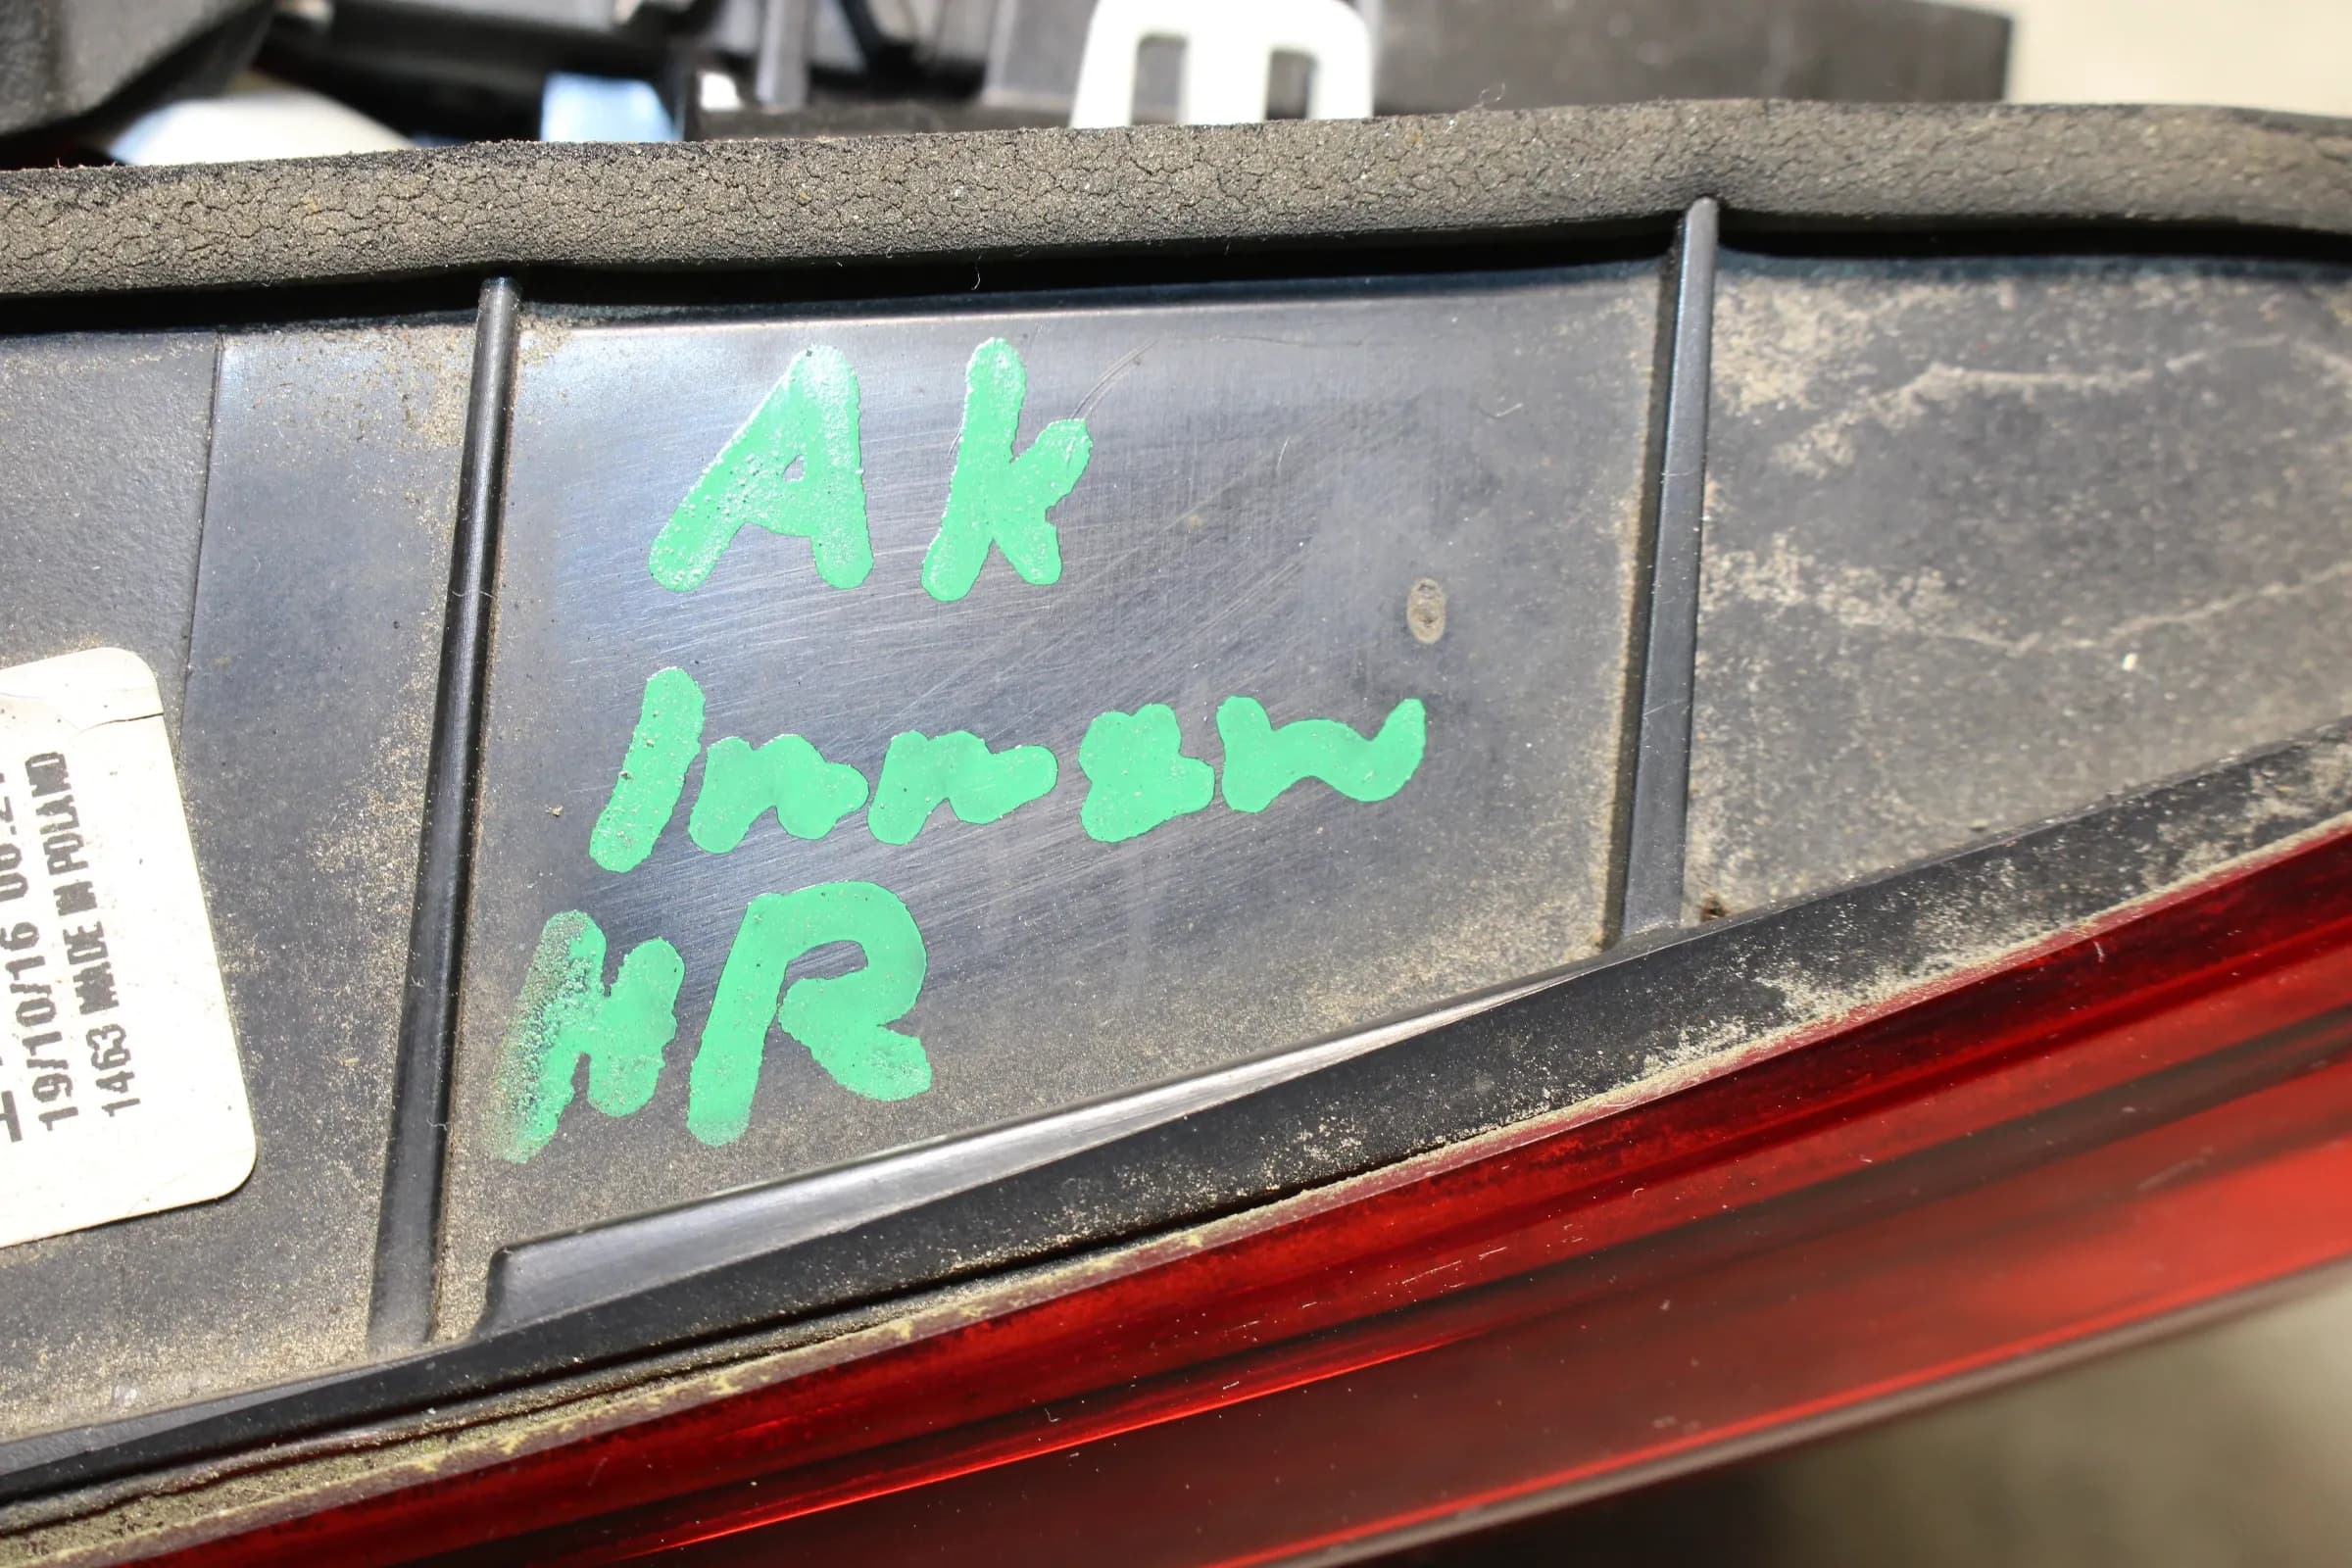 Ak
Innen
HR
19/10/16
1463 MADE IN POLAND